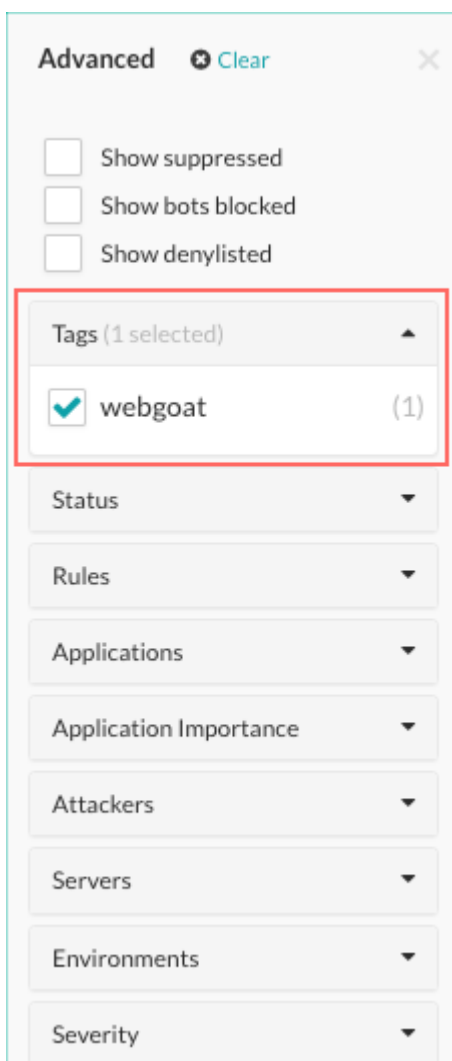 Advanced Clear
Show suppressed
Show bots blocked
Show denylisted
Tags (1 selected)
webgoat (1)
Status
Rules
Applications
Application Importance
Attackers
Servers
Environments
Severity